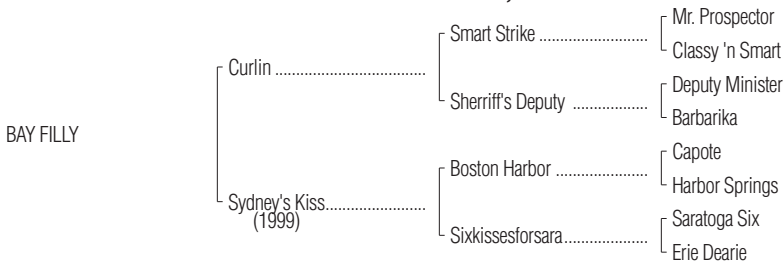 Mr. Prospector
Smart Strike ......................
Classy 'n Smart
Curlin ..................................
Deputy Minister
Sherriff's Deputy ...............
Barbarika
BAY FILLY
Capote
Boston Harbor ..................
Harbor Springs
Sydney's Kiss......................
(1999)
Saratoga Six
Sixkissesforsara.................
Erie Dearie